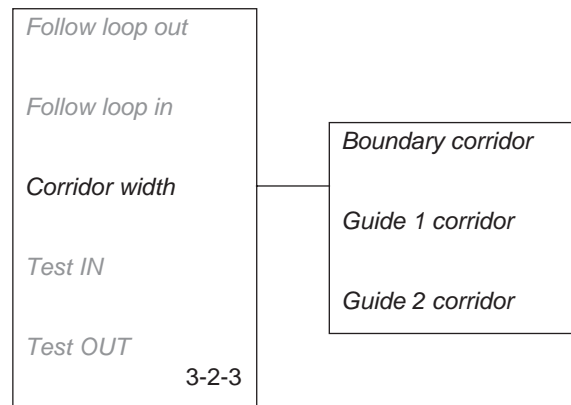 Follow loop out
Follow loop in
Corridor width
Test IN
Test OUT
3-2-3
Boundary corridor
Guide 1 corridor
Guide 2 corridor